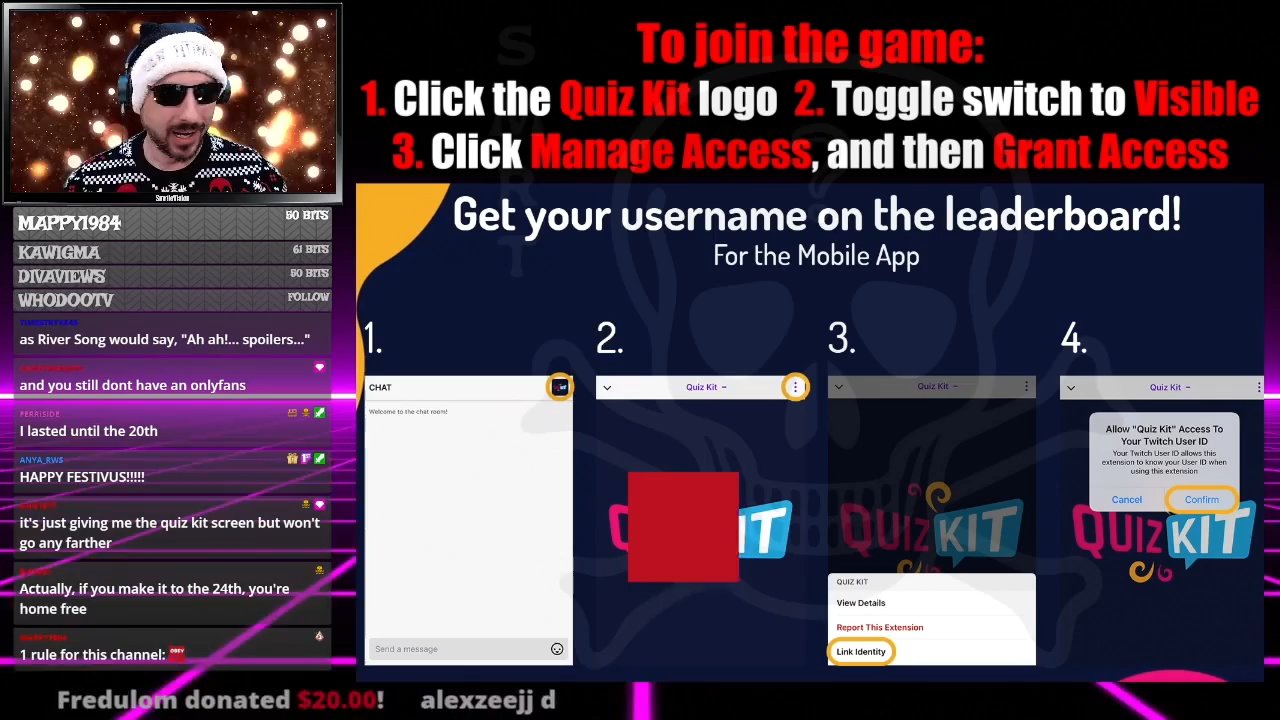 To join the game:
1. Click the Quiz Kit logo 2. Toggle switch to Visible
3. Click Manage Access, and then Grant Access
MAPPY1984 50 BITS
KAWIGMA 61 BITS
DIVAVIEWS 50 BITS
WHODOOTV FOLLOW
as River Song would say, "Ah ah!... spoilers..."
and you still dont have an onlyfans
PERRISIDE
I lasted until the 20th
ANYA_RWS
HAPPY FESTIVUS!!!!!
it's just giving me the quiz kit screen but won't
go any farther
Actually, if you make it to the 24th, you're
home free
1 rule for this channel: OBEY
Get your username on the leaderboard!
For the Mobile App
1.
CHAT
Welcome to the chat room!
Send a message
2.
Quiz Kit –
KIT
3.
Quiz Kit –
QUIZ KIT
QUIZ KIT
View Details
Report This Extension
Link Identity
4.
Quiz Kit –
Allow "Quiz Kit" Access To
Your Twitch User ID
Your Twitch User ID allows this
extension to know your User ID when
using this extension
Cancel Confirm
QUIZ KIT
Fredulom donated $20.00! alexzeejj d